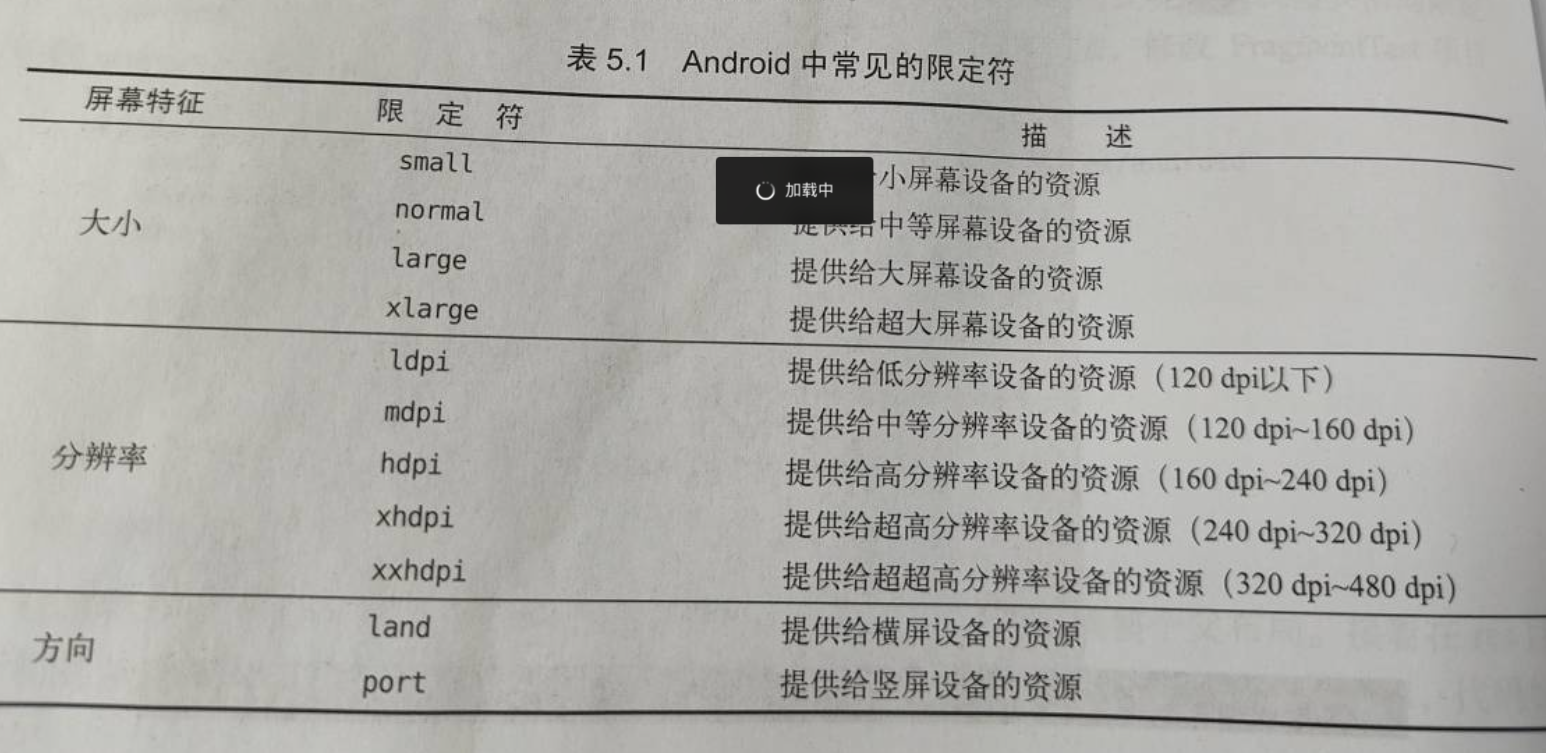 表 5.1 Android 中常见的限定符
屏幕特征 限定符 描述
大小
small 小屏幕设备的资源
加载中
normal 提供给中等屏幕设备的资源
large 提供给大屏幕设备的资源
xlarge 提供给超大屏幕设备的资源
分辨率
ldpi 提供给低分辨率设备的资源（120 dpi以下）
mdpi 提供给中等分辨率设备的资源（120 dpi~160 dpi）
hdpi 提供给高分辨率设备的资源（160 dpi~240 dpi）
xhdpi 提供给超高分辨率设备的资源（240 dpi~320 dpi）
xxhdpi 提供给超超高分辨率设备的资源（320 dpi~480 dpi）
方向
land 提供给横屏设备的资源
port 提供给竖屏设备的资源